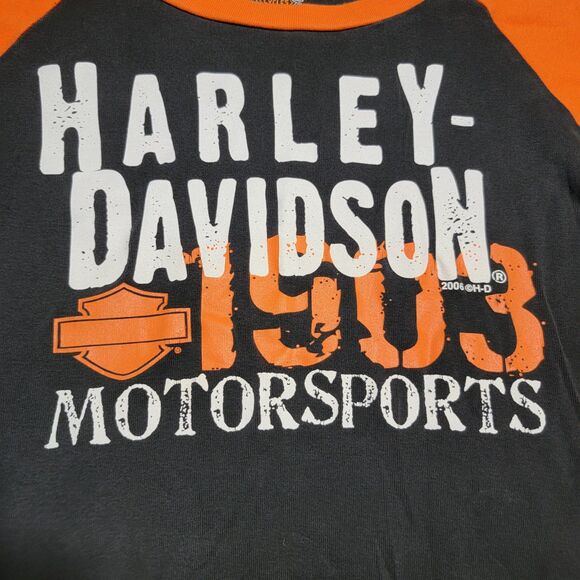 HARLEY-
DAVIDSON®
2006©H-D
1903
®
MOTORSPORTS